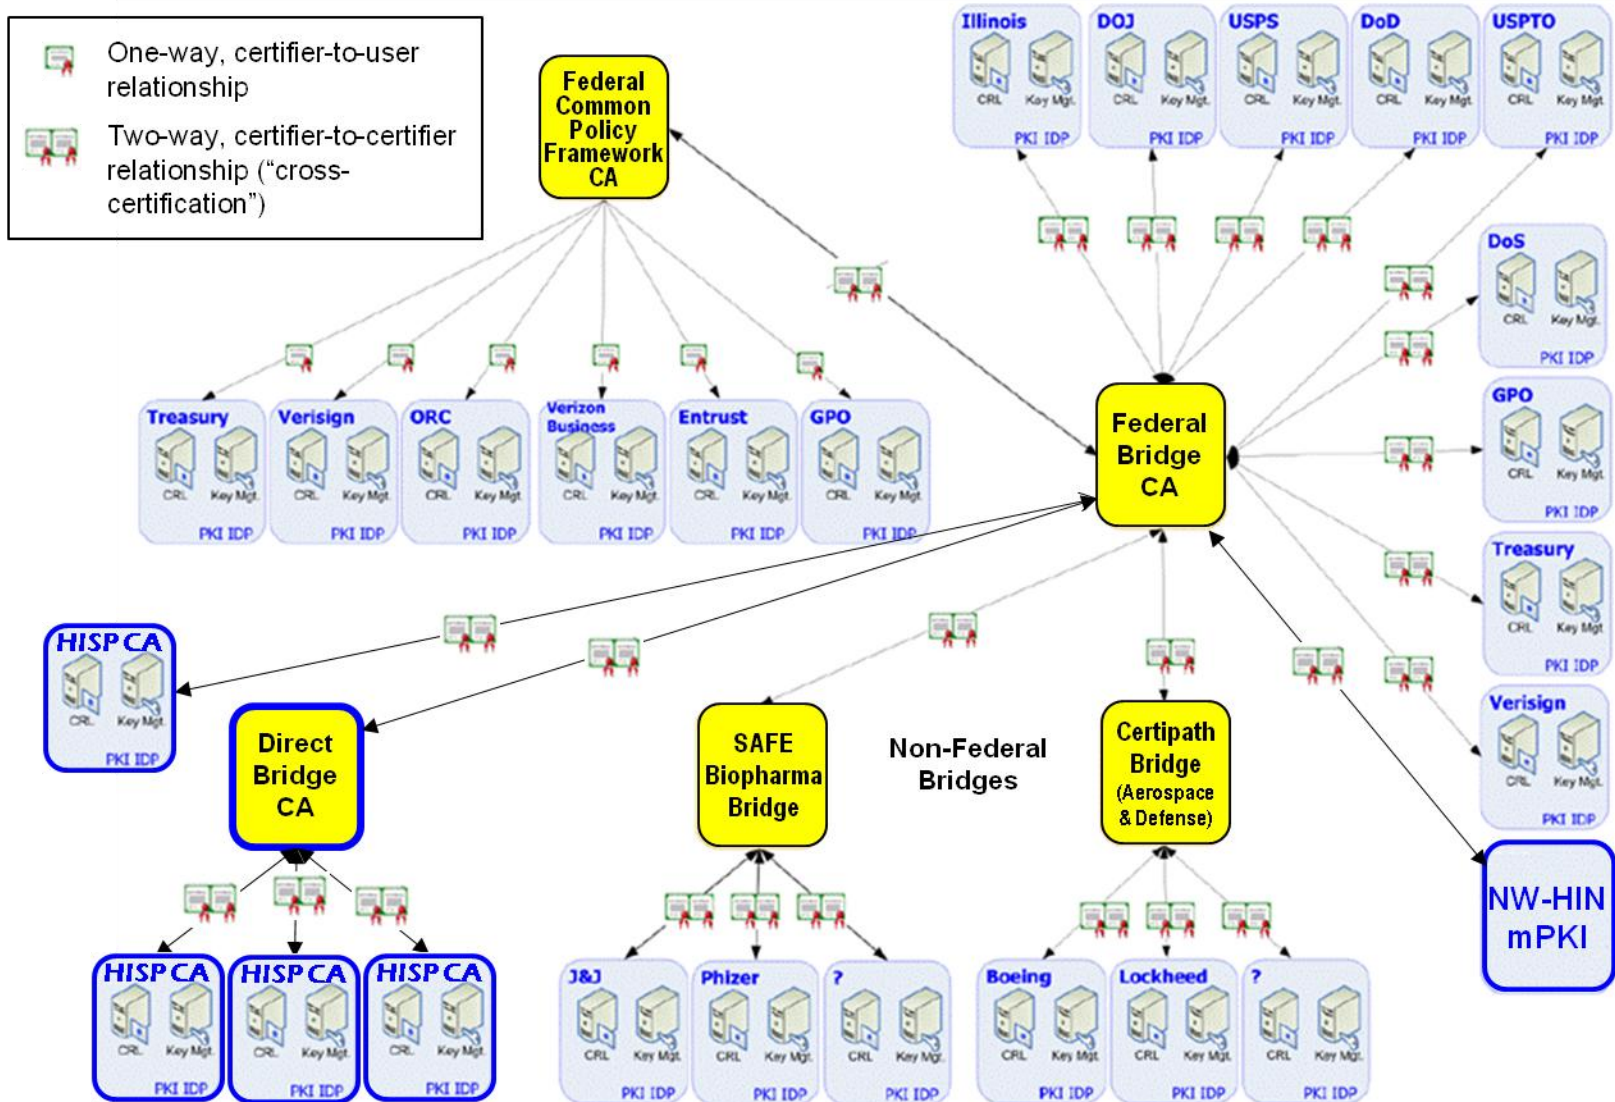 One-way, certifier-to-user
relationship
Two-way, certifier-to-certifier
relationship (“cross-
certification”)
Federal
Common
Policy
Framework
CA
Illinois
CRL Key Mgt.
PKI IDP
DOJ
CRL Key Mgt.
PKI IDP
USPS
CRL Key Mgt.
PKI IDP
DoD
CRL Key Mgt.
PKI IDP
USPTO
CRL Key Mgt.
PKI IDP
DoS
CRL Key Mgt.
PKI IDP
GPO
CRL Key Mgt.
PKI IDP
Treasury
CRL Key Mgt.
PKI IDP
Verisign
CRL Key Mgt.
PKI IDP
Treasury
CRL Key Mgt.
PKI IDP
Verisign
CRL Key Mgt.
PKI IDP
ORC
CRL Key Mgt.
PKI IDP
Verizon
Business
CRL Key Mgt.
PKI IDP
Entrust
CRL Key Mgt.
PKI IDP
GPO
CRL Key Mgt.
PKI IDP
Federal
Bridge
CA
HISP CA
CRL Key Mgt.
PKI IDP
Direct
Bridge
CA
SAFE
Biopharma
Bridge
Non-Federal
Bridges
Certipath
Bridge
(Aerospace
& Defense)
NW-HIN
mPKI
HISP CA
CRL Key Mgt.
PKI IDP
HISP CA
CRL Key Mgt.
PKI IDP
HISP CA
CRL Key Mgt.
PKI IDP
J&J
CRL Key Mgt.
PKI IDP
Phizer
CRL Key Mgt.
PKI IDP
?
CRL Key Mgt.
PKI IDP
Boeing
CRL Key Mgt.
PKI IDP
Lockheed
CRL Key Mgt.
PKI IDP
?
CRL Key Mgt.
PKI IDP